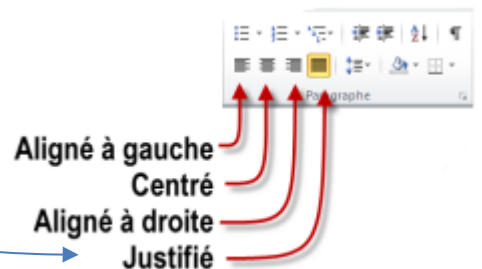 Paragraphe
Aligné à gauche
Centré
Aligné à droite
Justifié